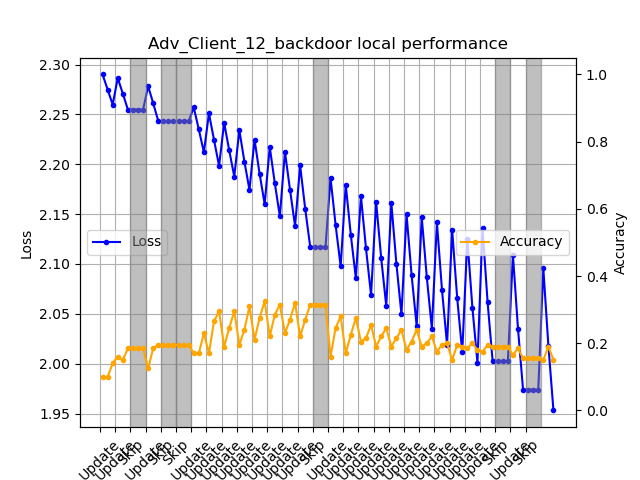 Adv_Client_12_backdoor local performance
2.30
2.25
2.20
2.15
2.10
2.05
2.00
1.95
Loss
1.0
0.8
0.6
0.4
0.2
0.0
Accuracy
Loss
Accuracy
Update
Update
Skip
Update
Skip
Skip
Update
Update
Update
Update
Update
Update
Update
Update
Skip
Update
Update
Update
Update
Update
Update
Update
Update
Update
Update
Update
Skip
Update
Skip